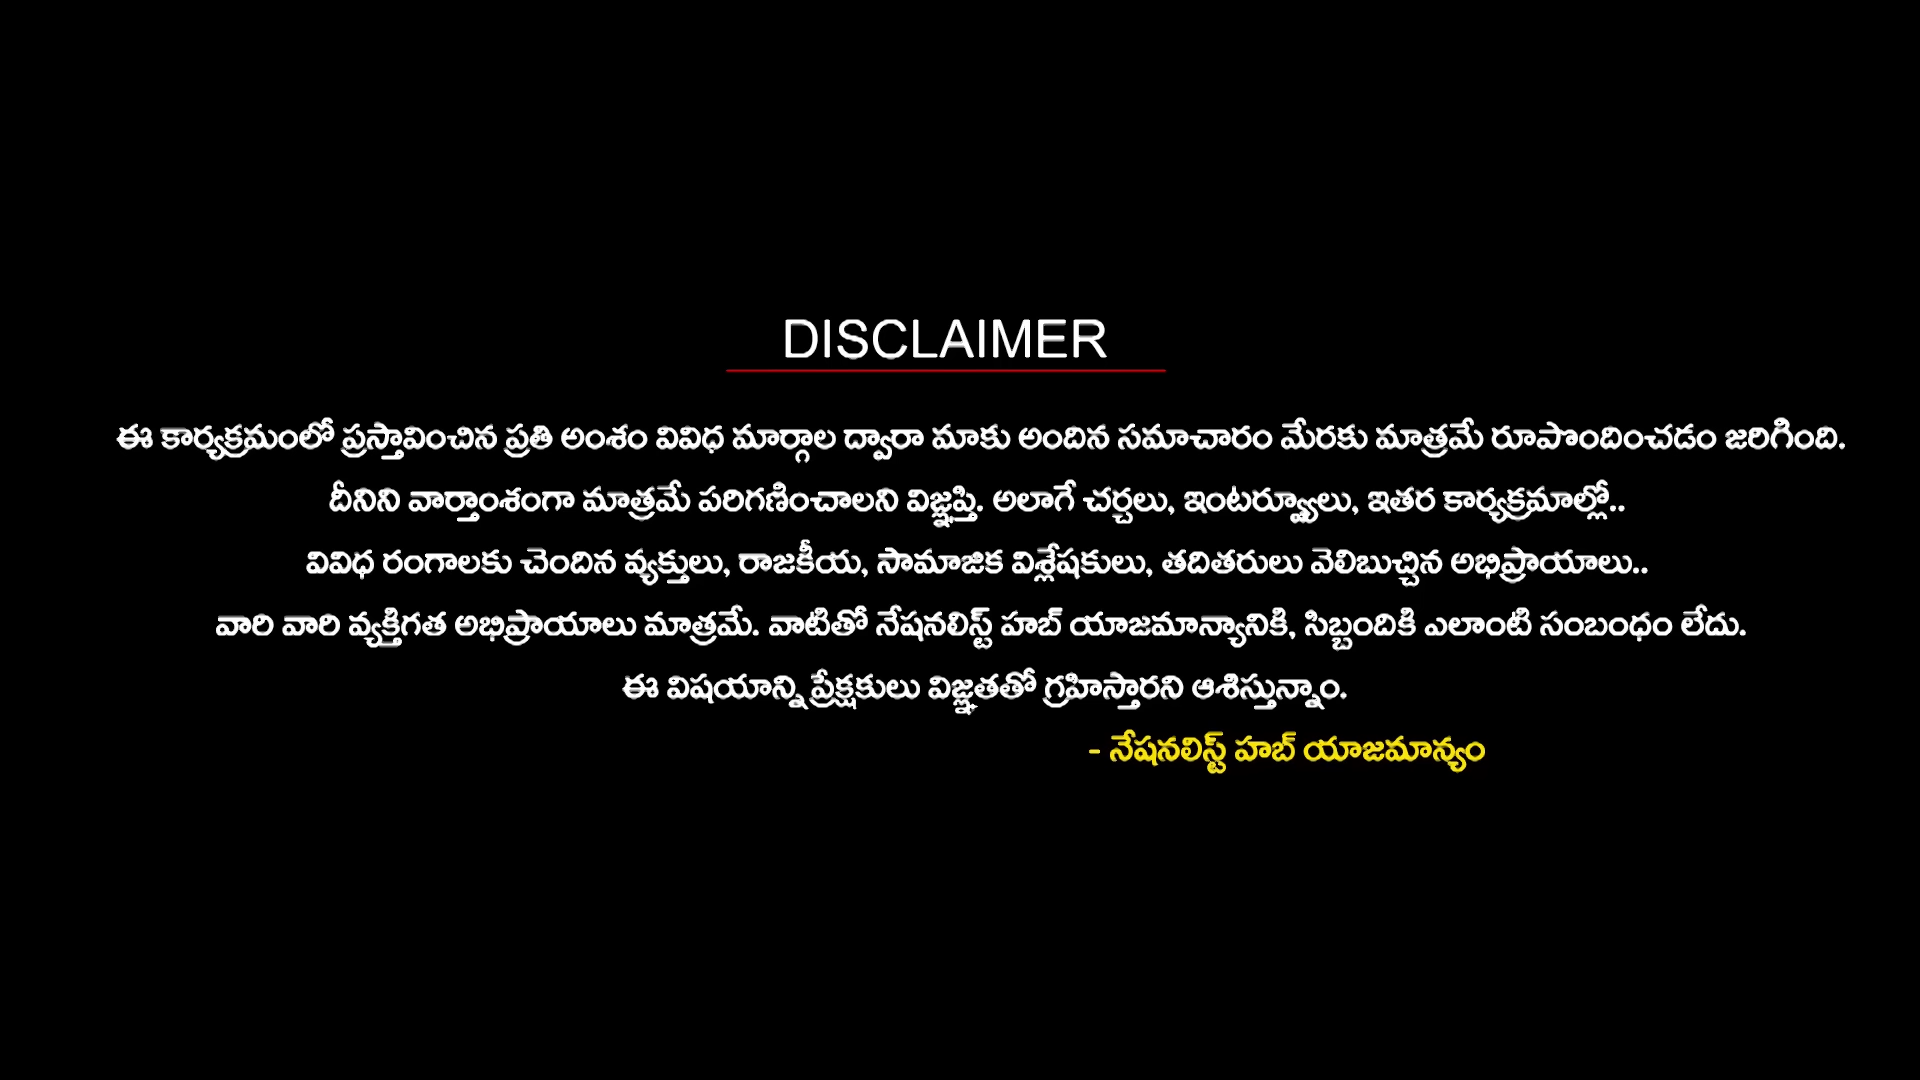 DISCLAIMER
ఈ కార్యక్రమంలో ప్రస్తావించిన ప్రతి అంశం వివిధ మార్గాల ద్వారా మాకు అందిన సమాచారం మేరకు మాత్రమే రూపొందించడం జరిగింది.
దీనిని వార్తాంశంగా మాత్రమే పరిగణించాలని విజ్ఞప్తి. అలాగే చర్చలు, ఇంటర్వ్యూలు, ఇతర కార్యక్రమాల్లో..
వివిధ రంగాలకు చెందిన వ్యక్తులు, రాజకీయ, సామాజిక విశ్లేషకులు, తదితరులు వెలిబుచ్చిన అభిప్రాయాలు..
వారి వారి వ్యక్తిగత అభిప్రాయాలు మాత్రమే. వాటితో నేషనలిస్ట్ హబ్ యాజమాన్యానికి, సిబ్బందికి ఎలాంటి సంబంధం లేదు.
ఈ విషయాన్ని ప్రేక్షకులు విజ్ఞతతో గ్రహిస్తారని ఆశిస్తున్నాం.
- నేషనలిస్ట్ హబ్ యాజమాన్యం